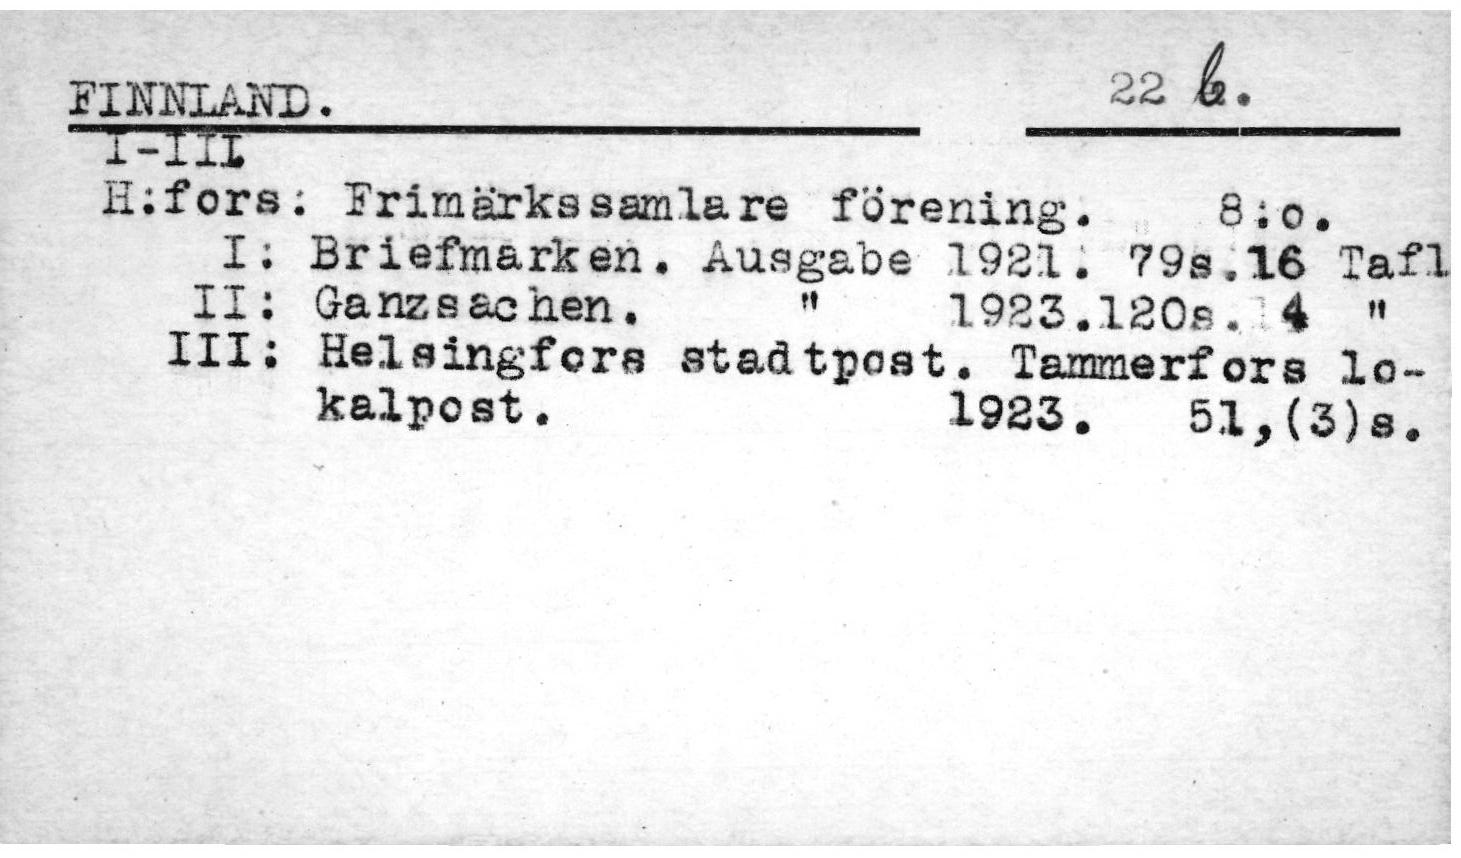 FINNLAND. 22 b.
I-III
H:fors: Frimärkssamlare förening. 8:o.
I: Briefmarken. Ausgabe 1921. 79s.16 Tafl
II: Ganzsachen. " 1923.120s. 4 "
III: Helsingfors stadtpost. Tammerfors lo-
kalpost. 1923. 51,(3)s.